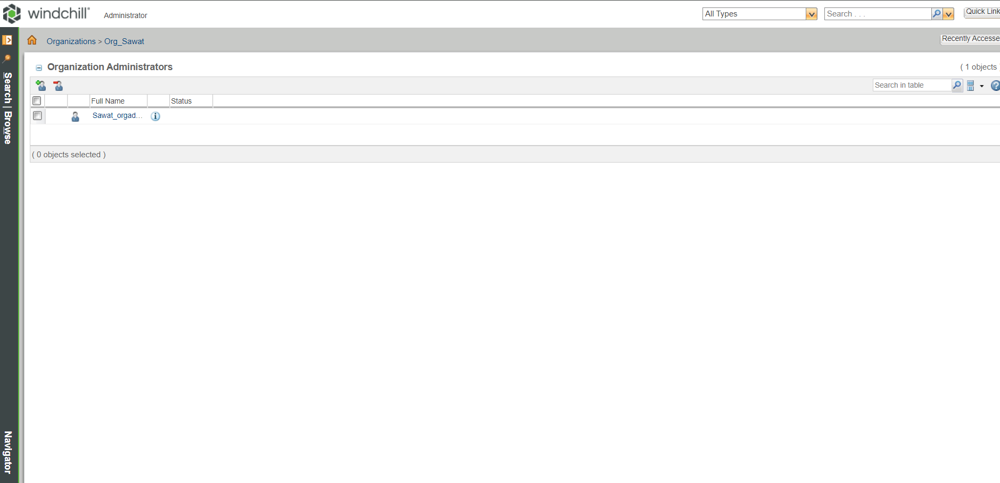 windchill® Administrator All Types Search . . . Quick Link
Organizations > Org_Sawat Recently Accesse
Organization Administrators ( 1 objects )
Search in table
Full Name Status
Sawat_orgad...
( 0 objects selected )
Search | Browse
Navigator